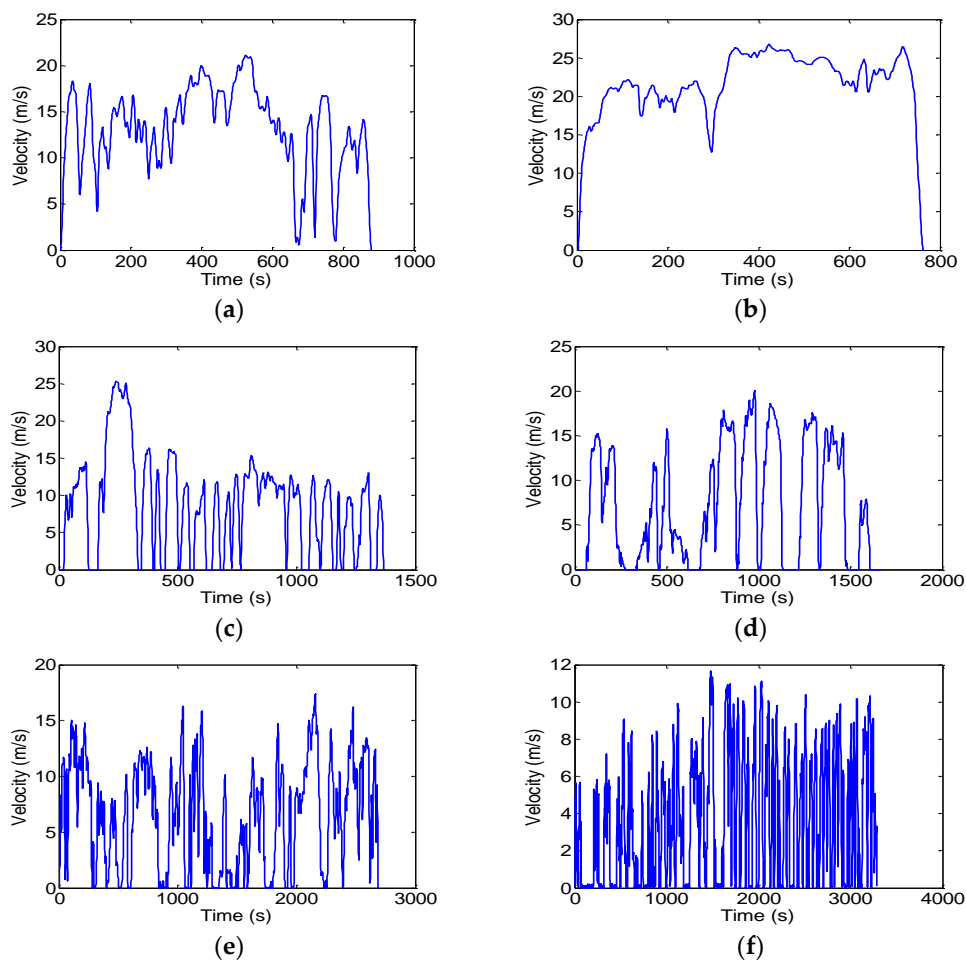 25
20
15
10
5
0
0 200 400 600 800 1000
Velocity (m/s)
Time (s)
(a)
30
25
20
15
10
5
0
0 200 400 600 800
Velocity (m/s)
Time (s)
(b)
30
25
20
15
10
5
0
0 500 1000 1500
Velocity (m/s)
Time (s)
(c)
25
20
15
10
5
0
0 500 1000 1500 2000
Velocity (m/s)
Time (s)
(d)
20
15
10
5
0
0 1000 2000 3000
Velocity (m/s)
Time (s)
(e)
12
10
8
6
4
2
0
0 1000 2000 3000 4000
Velocity (m/s)
Time (s)
(f)